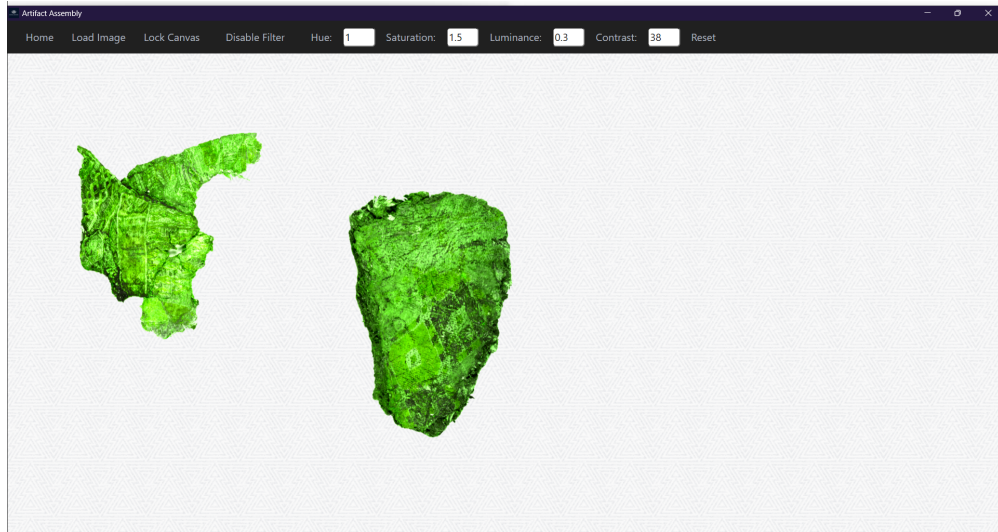 Artifact Assembly
Home Load Image Lock Canvas Disable Filter Hue: 1 Saturation: 1.5 Luminance: 0.3 Contrast: 38 Reset